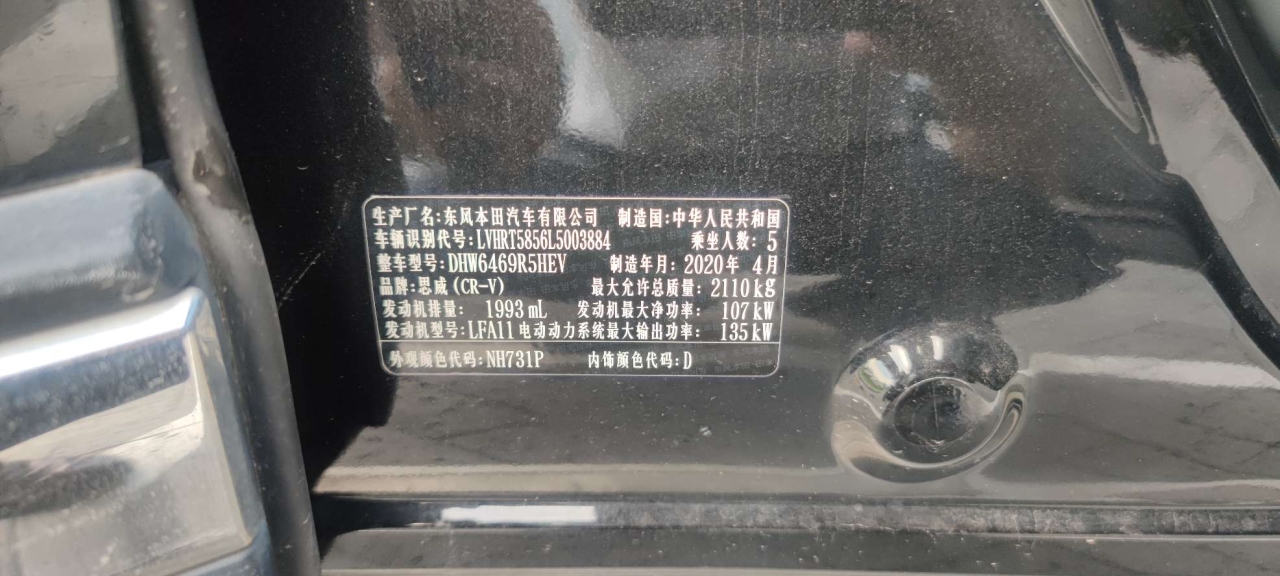 生产厂名:东风本田汽车有限公司 制造国:中华人民共和国
车辆识别代号:LVHRT5856L5003884 乘坐人数: 5
整车型号:DHW6469R5HEV 制造年月: 2020年 4月
品牌:思威(CR-V) 最大允许总质量: 2110kg
发动机排量: 1993 mL 发动机最大净功率: 107kW
发动机型号:LFA11 电动动力系统最大输出功率: 135kW
外观颜色代码:NH731P 内饰颜色代码:D